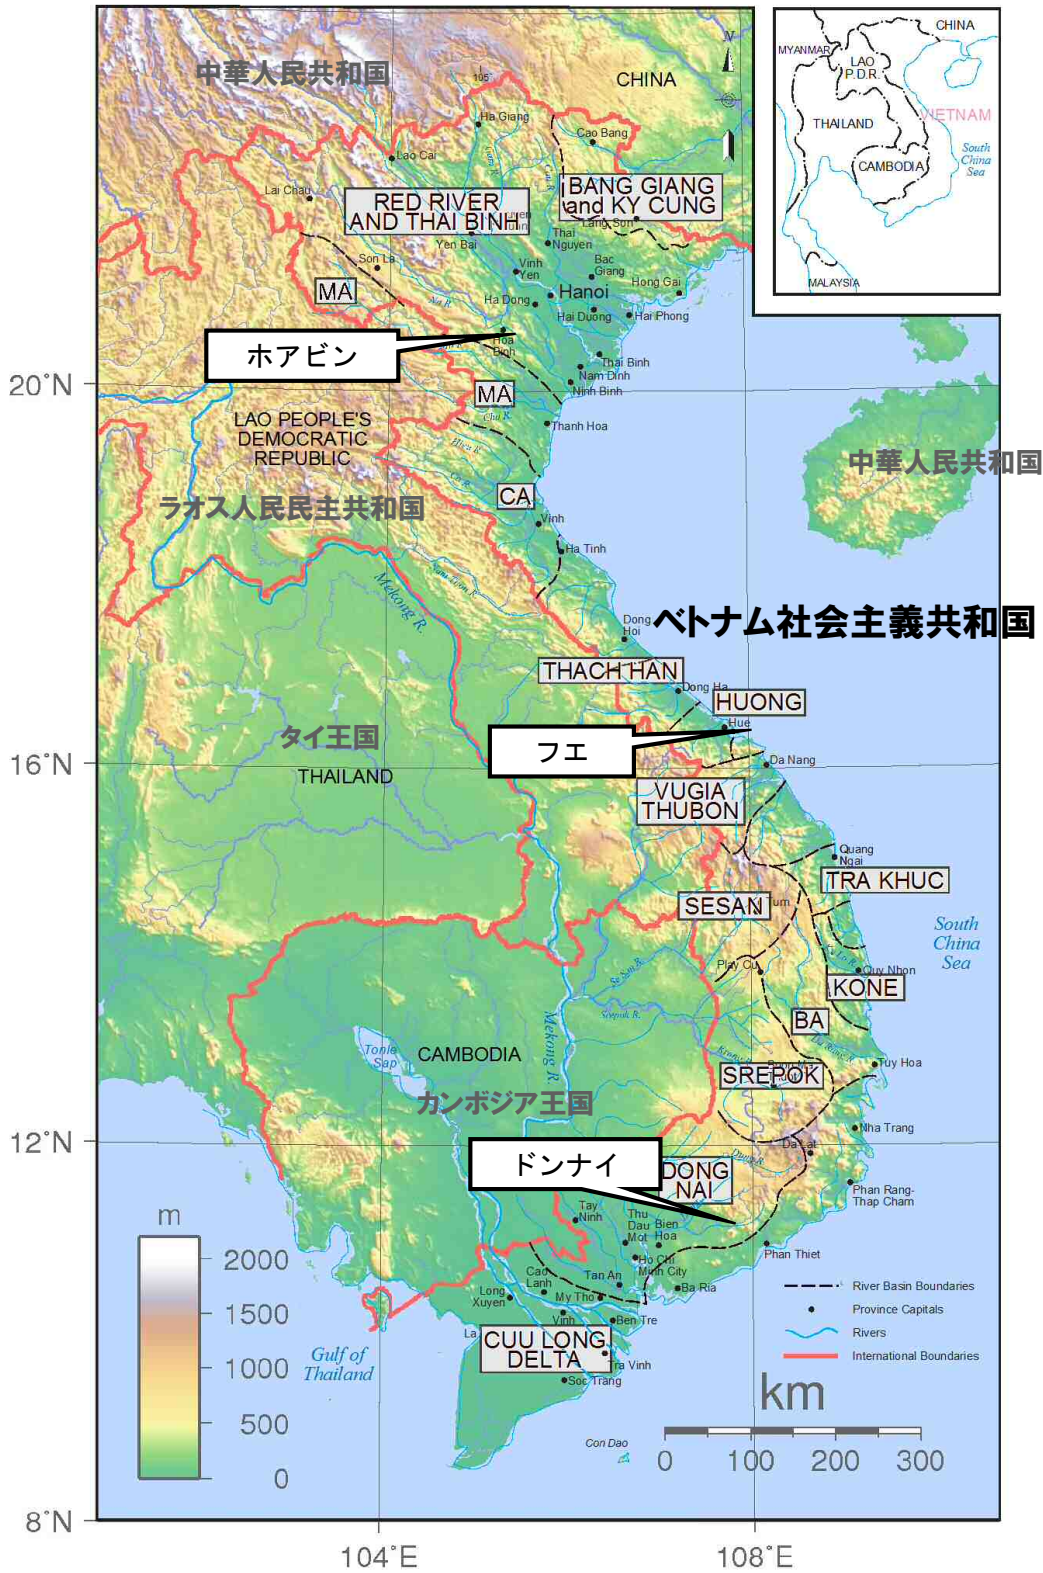 中華人民共和国
105°
N
CHINA
Ha Giang
Cao Bang
Lao Cai
Lai Chau
RED RIVER
AND THAI BINH
BANG GIANG
and KY CUNG
Lang Son
Yen Bai
Thai
Nguyen
Son La
Vinh
Yen
Bac
Giang
Hong Gai
MA
Ha Dong
Hanoi
Hai Duong
Hai Phong
ホアビン
Hoa
Binh
Thai Binh
Nam Dinh
Ninh Binh
MA
Chu R.
Thanh Hoa
LAO PEOPLE'S
DEMOCRATIC
REPUBLIC
中華人民共和国
ラオス人民民主共和国
CA
Ca R.
Vinh
Ha Tinh
Mekong R.
Dong
Hoi
ベトナム社会主義共和国
THACH HAN
Dong Ha
HUONG
Hue
フエ
タイ王国
THAILAND
Da Nang
VUGIA
THUBON
Quang
Ngai
TRA KHUC
SESAN
Tum
South
China
Sea
Play Cu
Se San R.
Quy Nhon
KONE
Srepok R.
BA
Da Rang R.
Mekong R.
Tonle
Sap
CAMBODIA
SREPOK
Tuy Hoa
カンボジア王国
Nha Trang
Da Lat
ドンナイ
DONG
NAI
Dung R.
Phan Rang-
Thap Cham
Tay
Ninh
Thu
Dau
Mot
Bien
Hoa
Phan Thiet
Ho Chi
Minh City
Cao
Lanh
Tan An
Ba Ria
Long
Xuyen
My Tho
Vinh
Ben Tre
CUU LONG
DELTA
Tra Vinh
Soc Trang
Gulf of
Thailand
Con Dao
m
2000
1500
1000
500
0
River Basin Boundaries
Province Capitals
Rivers
International Boundaries
km
0 100 200 300
20°N
16°N
12°N
8°N
104°E
108°E
CHINA
MYANMAR
LAO
P.D.R.
VIETNAM
THAILAND
CAMBODIA
South
China
Sea
MALAYSIA